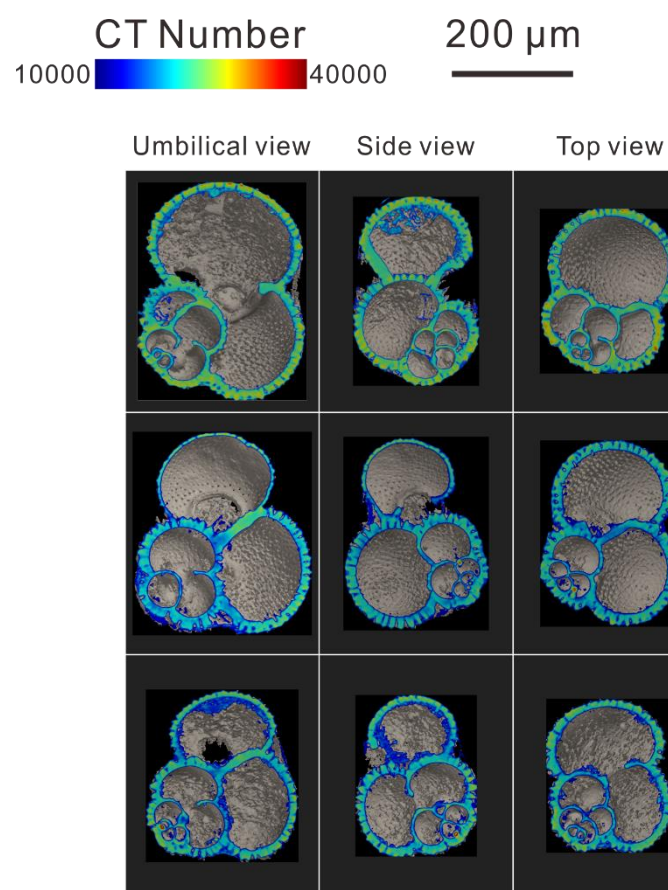 CT Number
200 μm
10000
40000
Umbilical view
Side view
Top view